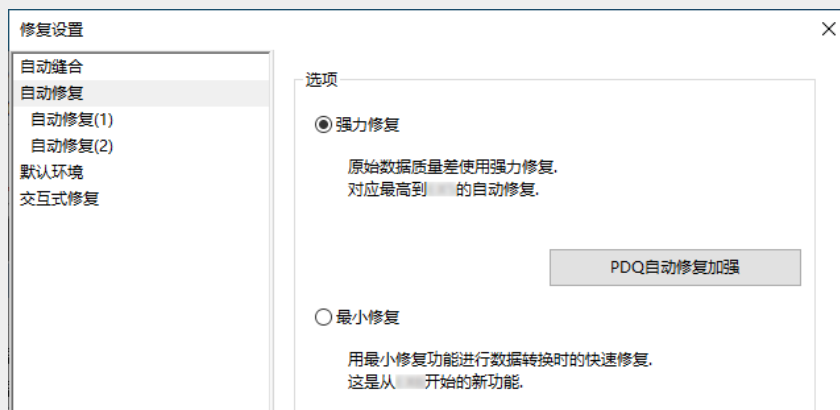 修复设置
自动缝合
自动修复
自动修复(1)
自动修复(2)
默认环境
交互式修复
选项
强力修复
原始数据质量差使用强力修复.
对应最高到 的自动修复.
PDQ自动修复加强
最小修复
用最小修复功能进行数据转换时的快速修复.
这是从 开始的新功能.